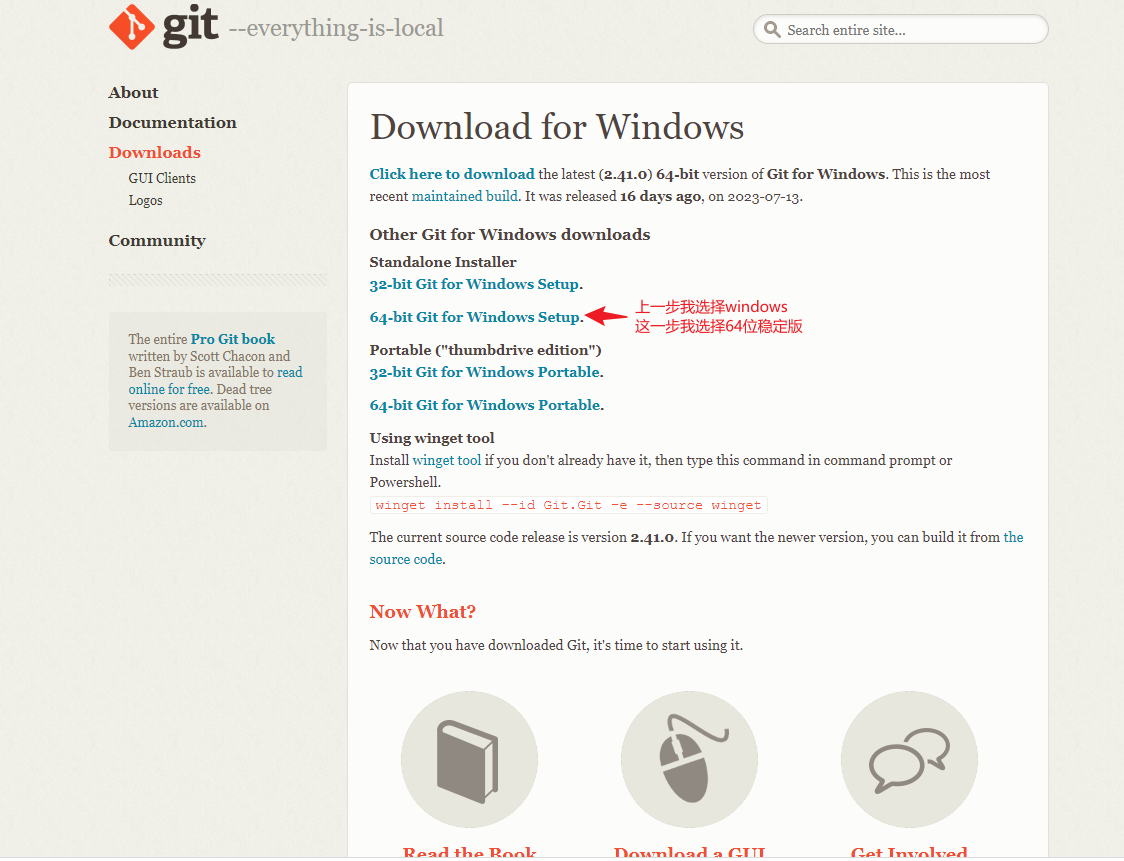 git --everything-is-local
Search entire site...
About
Documentation
Downloads
GUI Clients
Logos
Community
The entire Pro Git book
written by Scott Chacon and
Ben Straub is available to read
online for free. Dead tree
versions are available on
Amazon.com.
Download for Windows
Click here to download the latest (2.41.0) 64-bit version of Git for Windows. This is the most
recent maintained build. It was released 16 days ago, on 2023-07-13.
Other Git for Windows downloads
Standalone Installer
32-bit Git for Windows Setup.
64-bit Git for Windows Setup.
上一步我选择windows
这一步我选择64位稳定版
Portable ("thumbdrive edition")
32-bit Git for Windows Portable.
64-bit Git for Windows Portable.
Using winget tool
Install winget tool if you don't already have it, then type this command in command prompt or
Powershell.
winget install --id Git.Git -e --source winget
The current source code release is version 2.41.0. If you want the newer version, you can build it from the
source code.
Now What?
Now that you have downloaded Git, it's time to start using it.
Read the Book
Download a GUI
Get Involved